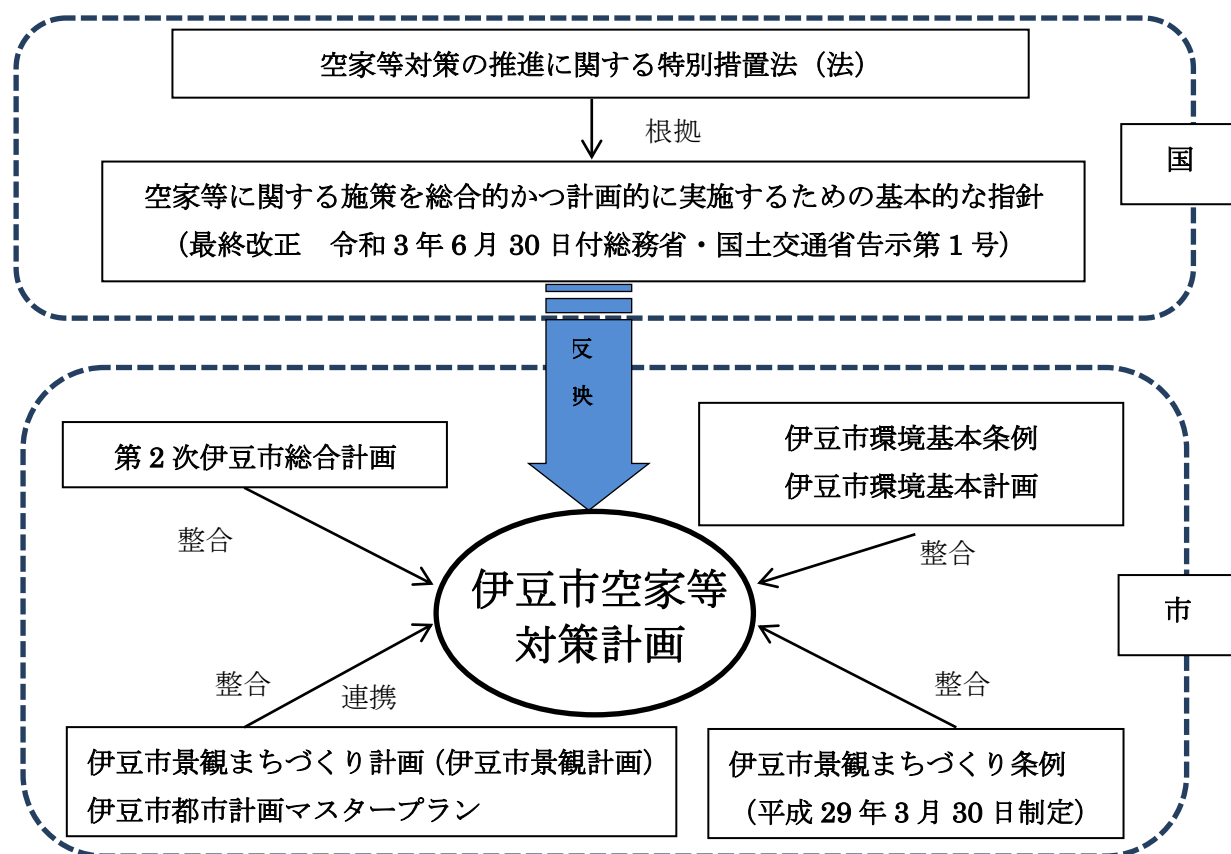 空家等対策の推進に関する特別措置法（法）
根拠
国
空家等に関する施策を総合的かつ計画的に実施するための基本的な指針
（最終改正　令和3年6月30日付総務省・国土交通省告示第1号）
反
映
第2次伊豆市総合計画
伊豆市環境基本条例
伊豆市環境基本計画
整合
整合
伊豆市空家等
対策計画
市
整合
連携
整合
伊豆市景観まちづくり計画（伊豆市景観計画）
伊豆市都市計画マスタープラン
伊豆市景観まちづくり条例
（平成29年3月30日制定）